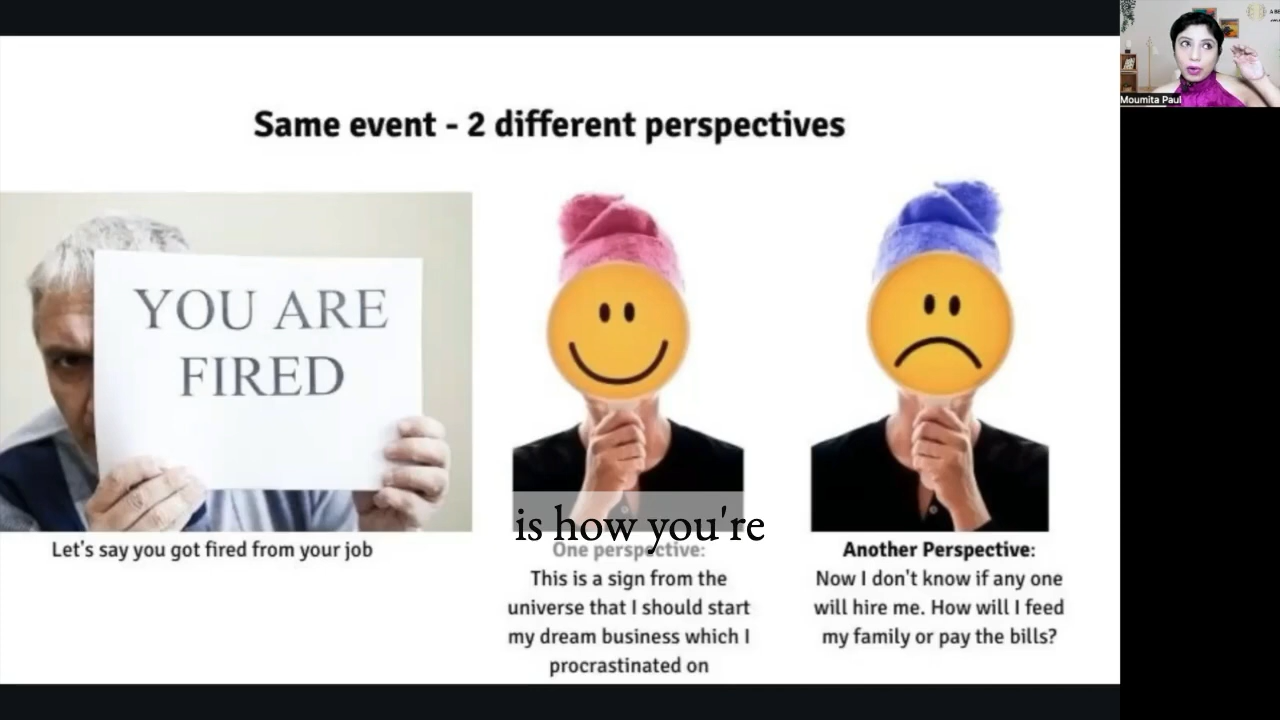 Same event - 2 different perspectives
YOU ARE
FIRED
Let's say you got fired from your job
is how you're
One perspective:
This is a sign from the
universe that I should start
my dream business which I
procrastinated on
Another Perspective:
Now I don't know if any one
will hire me. How will I feed
my family or pay the bills?
Moumita Paul